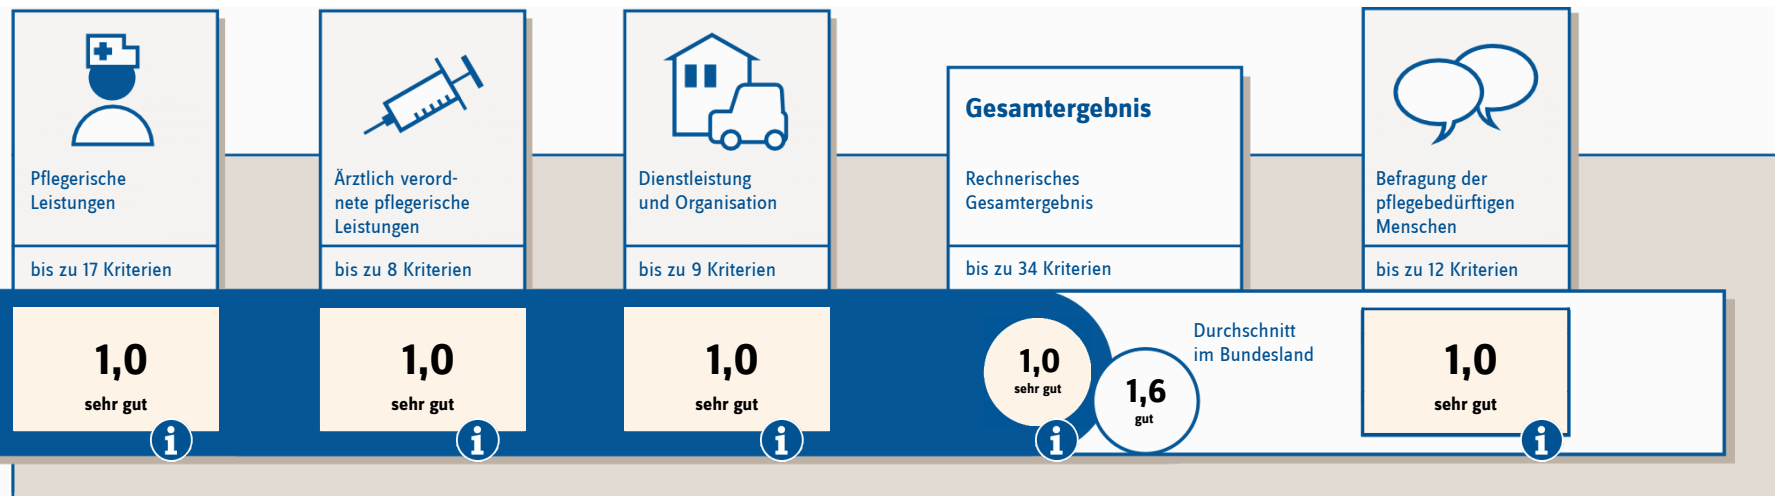 Pflegerische
Leistungen
bis zu 17 Kriterien
1,0
sehr gut
i
Ärztlich verord-
nete pflegerische
Leistungen
bis zu 8 Kriterien
1,0
sehr gut
i
Dienstleistung
und Organisation
bis zu 9 Kriterien
1,0
sehr gut
i
Gesamtergebnis
Rechnerisches
Gesamtergebnis
bis zu 34 Kriterien
1,0
sehr gut
i
Durchschnitt
im Bundesland
1,6
gut
Befragung der
pflegebedürftigen
Menschen
bis zu 12 Kriterien
1,0
sehr gut
i